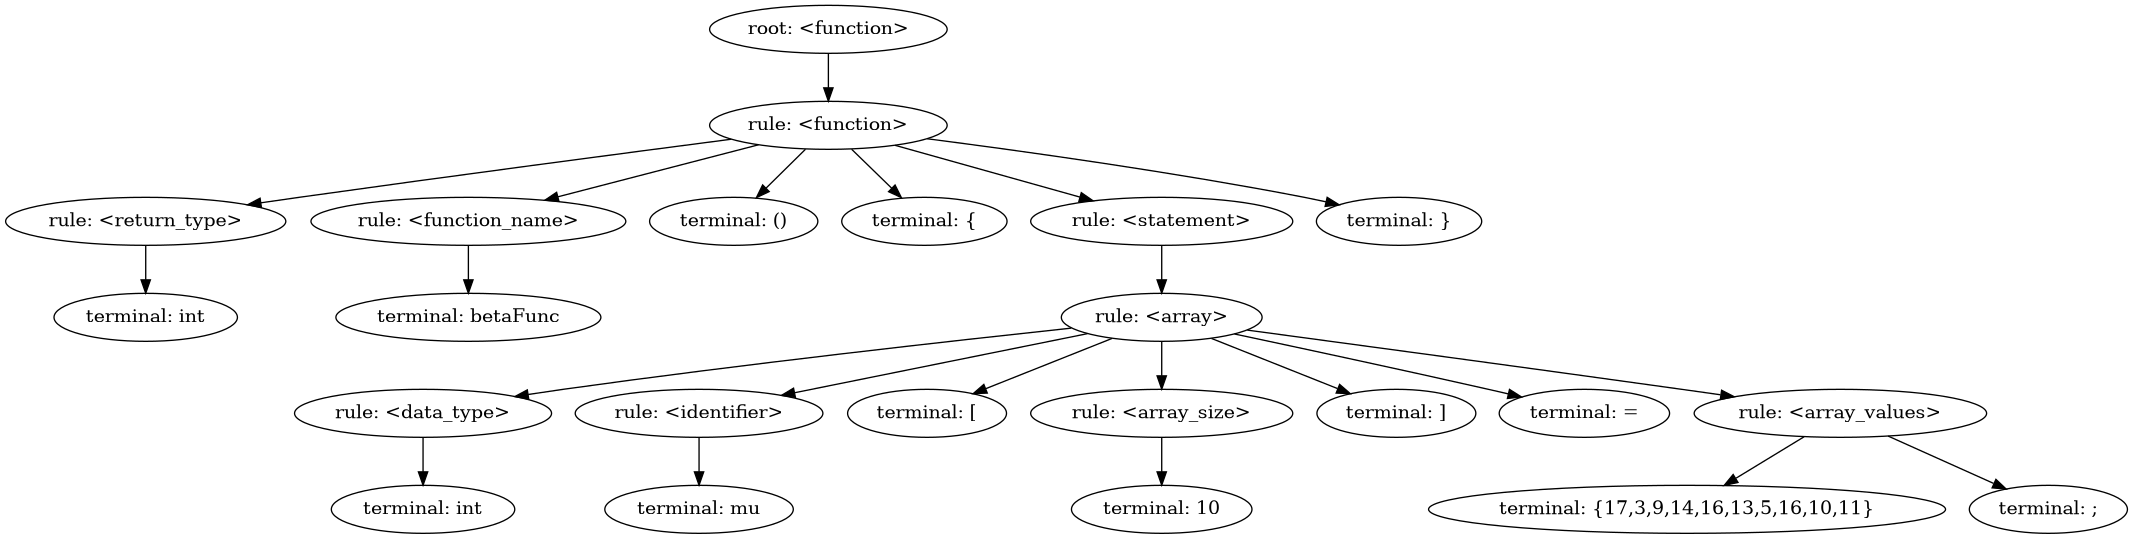 root: <function>
rule: <function>
rule: <return_type>
rule: <function_name>
terminal: ()
terminal: {
rule: <statement>
terminal: }
terminal: int
terminal: betaFunc
rule: <array>
rule: <data_type>
rule: <identifier>
terminal: [
rule: <array_size>
terminal: ]
terminal: =
rule: <array_values>
terminal: int
terminal: mu
terminal: 10
terminal: {17,3,9,14,16,13,5,16,10,11}
terminal: ;